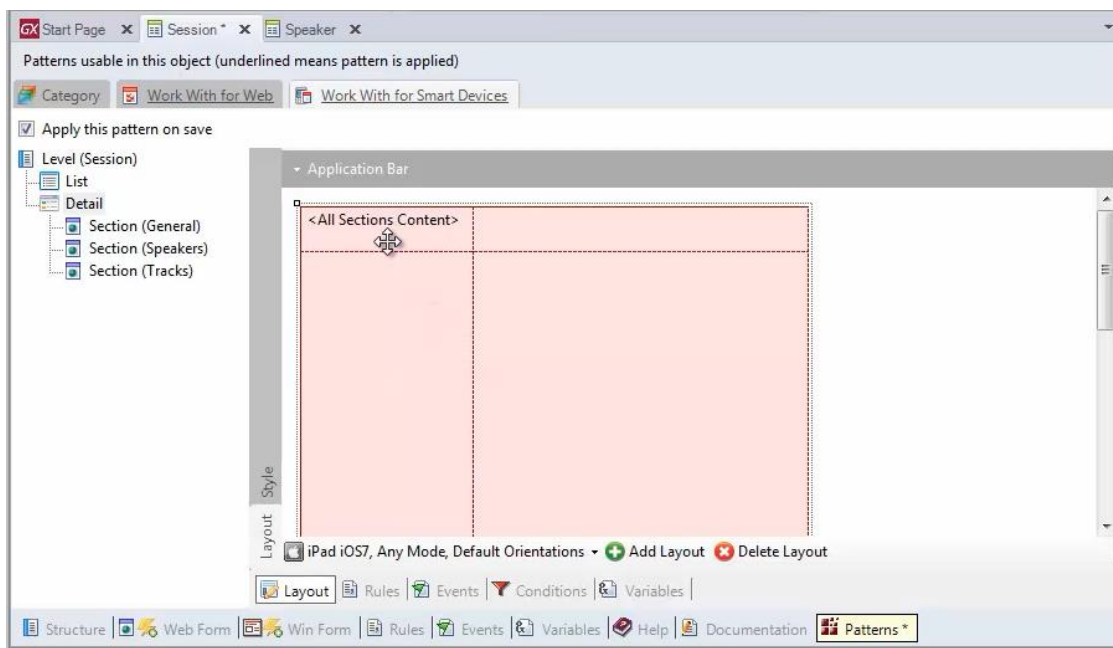 GX Start Page x Session * x Speaker x
Patterns usable in this object (underlined means pattern is applied)
Category Work With for Web Work With for Smart Devices
Apply this pattern on save
Level (Session)
List
Detail
Section (General)
Section (Speakers)
Section (Tracks)
Application Bar
<All Sections Content>
Style
Layout
iPad iOS7, Any Mode, Default Orientations Add Layout Delete Layout
Layout Rules Events Conditions Variables
Structure Web Form Win Form Rules Events Variables Help Documentation Patterns *